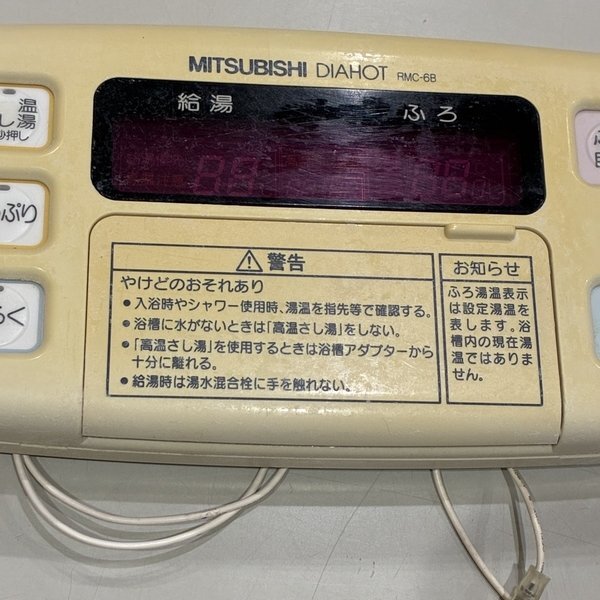 MITSUBISHI DIAHOT RMC-6B
給湯 ふろ
温
し湯
押し
ぷり
く
⚠警告
やけどのおそれあり
●入浴時やシャワー使用時、湯温を指先等で確認する。
●浴槽に水がないときは「高温さし湯」をしない。
●「高温さし湯」を使用するときは浴槽アダプターから
十分に離れる。
●給湯時は湯水混合栓に手を触れない。
お知らせ
ふろ湯温表示
は設定湯温を
表します。浴
槽内の現在湯
温ではありま
せん。